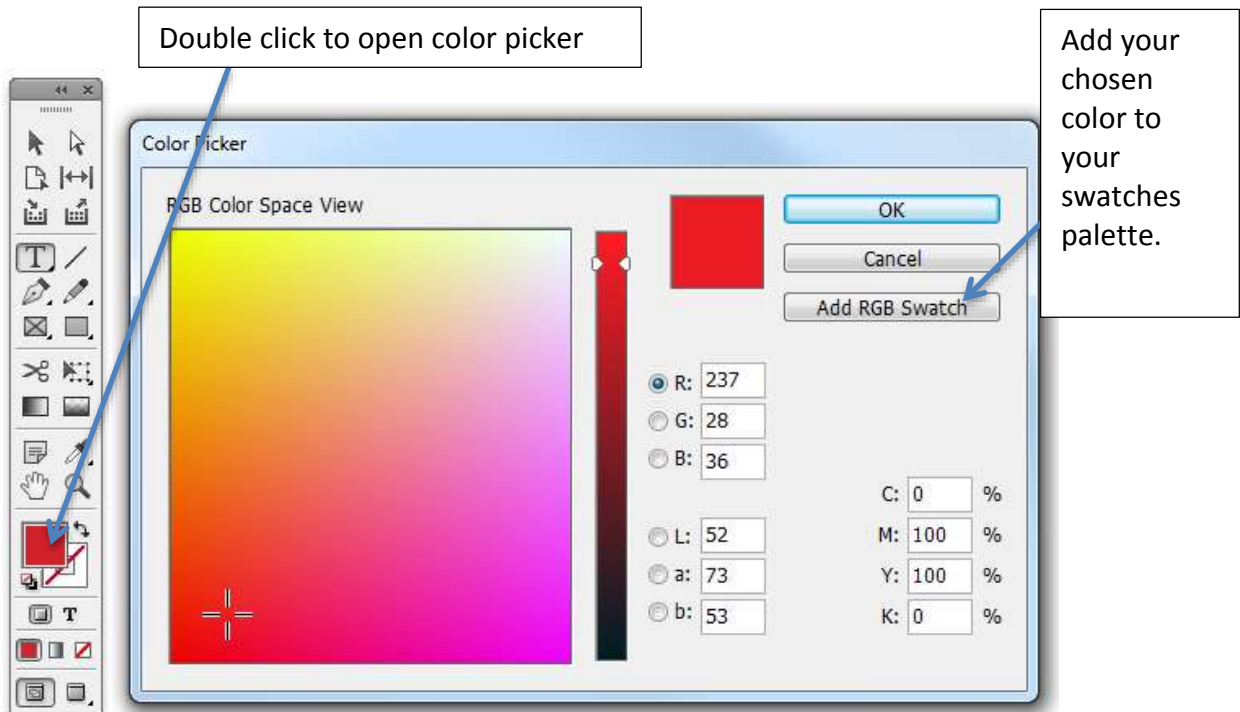 Double click to open color picker
Add your
chosen
color to
your
swatches
palette.
Color Picker
RGB Color Space View
OK
Cancel
Add RGB Swatch
R: 237
G: 28
B: 36
C: 0 %
L: 52 M: 100 %
a: 73 Y: 100 %
b: 53 K: 0 %
T
T